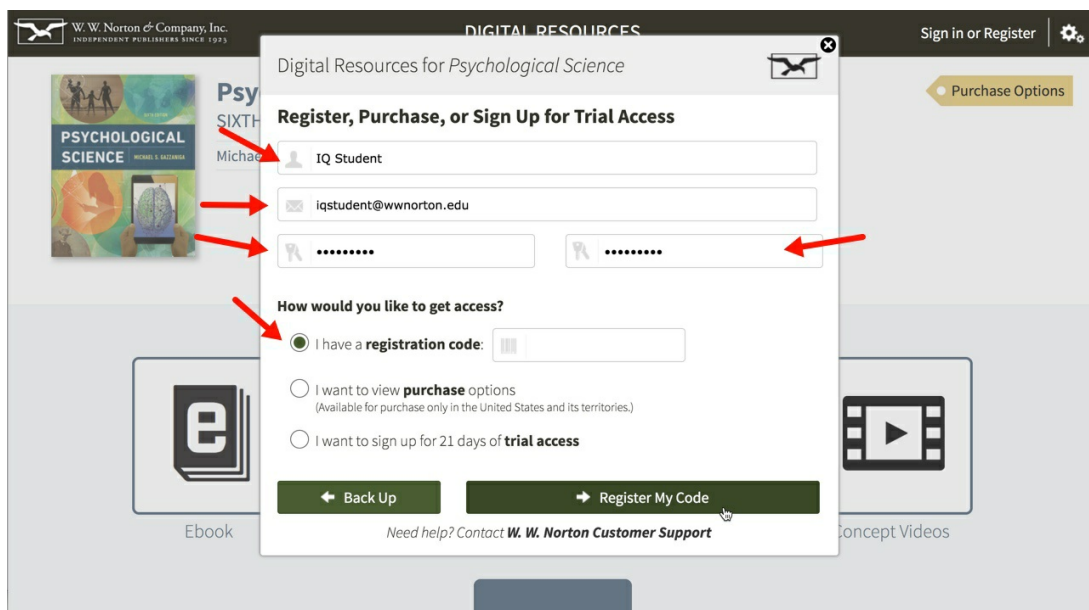 W. W. Norton & Company, Inc.
INDEPENDENT PUBLISHERS SINCE 1923
DIGITAL RESOURCES
Sign in or Register
Digital Resources for Psychological Science
Purchase Options
Psy
SIXTH
Michae
PSYCHOLOGICAL
SCIENCE
MICHAEL S. GAZZANIGA
Register, Purchase, or Sign Up for Trial Access
IQ Student
iqstudent@wwnorton.edu
How would you like to get access?
I have a registration code:
I want to view purchase options
(Available for purchase only in the United States and its territories.)
I want to sign up for 21 days of trial access
e
Back Up
Register My Code
Need help? Contact W. W. Norton Customer Support
Ebook
Concept Videos